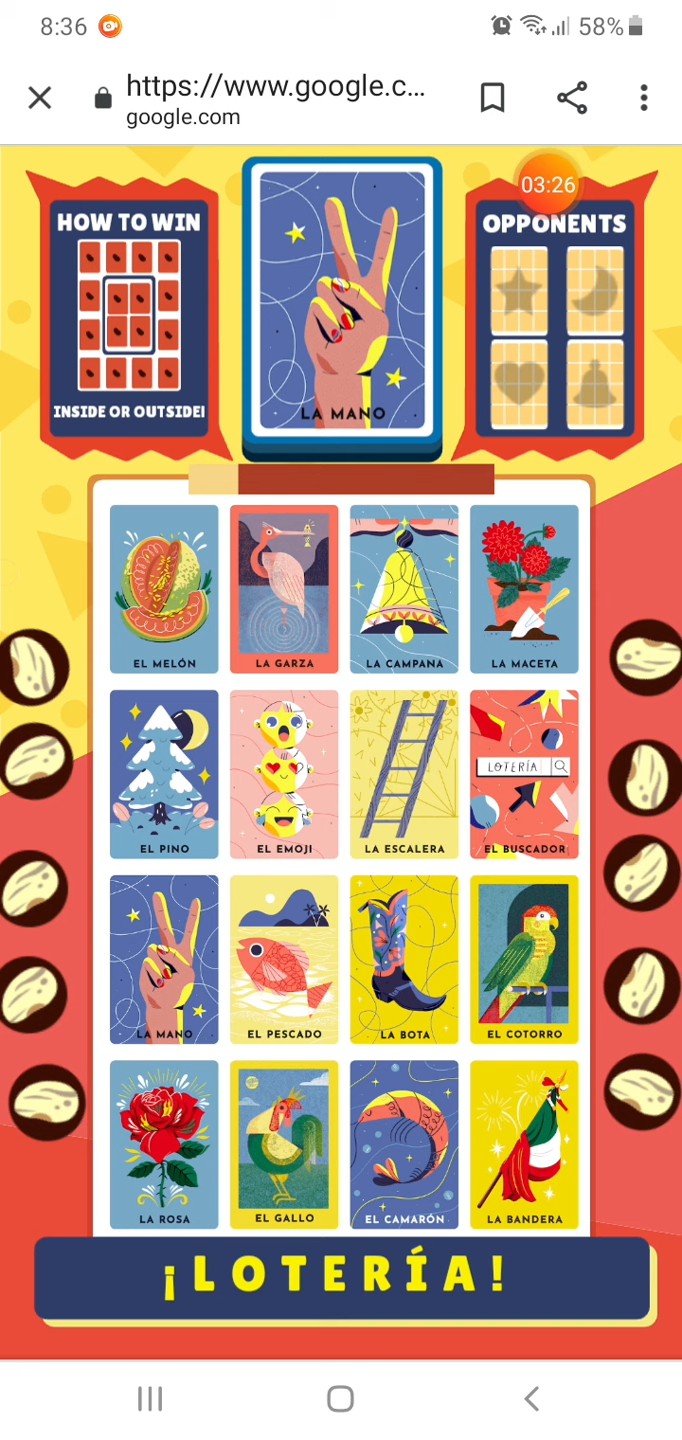 8:36
58%
https://www.google.c...
google.com
03:26
HOW TO WIN
INSIDE OR OUTSIDE!
LA MANO
OPPONENTS
EL MELÓN
LA GARZA
LA CAMPANA
LA MACETA
EL PINO
EL EMOJI
LA ESCALERA
LOTERÍA
EL BUSCADOR
LA MANO
EL PESCADO
LA BOTA
EL COTORRO
LA ROSA
EL GALLO
EL CAMARÓN
LA BANDERA
¡LOTERÍA!